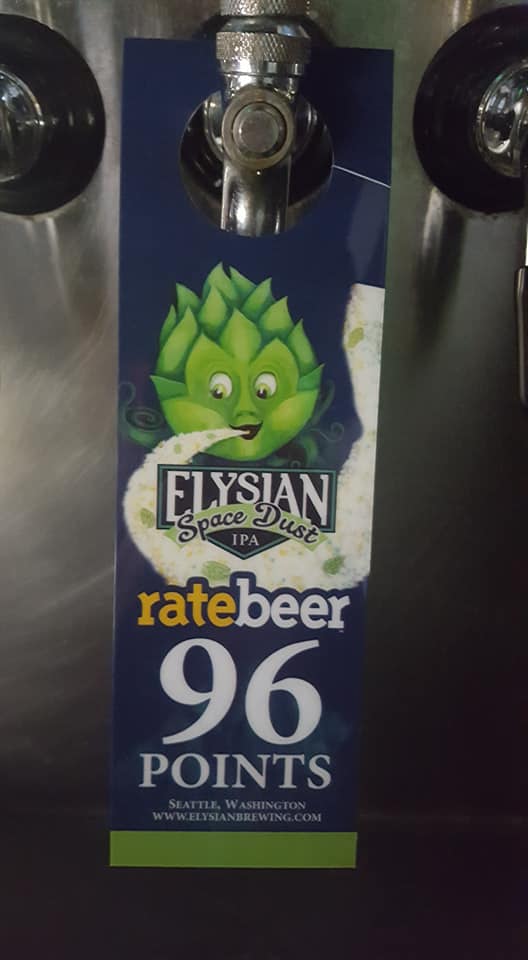 ELYSIAN
Space Dust
IPA
ratebeer
96
POINTS
SEATTLE, WASHINGTON
WWW.ELYSIANBREWING.COM